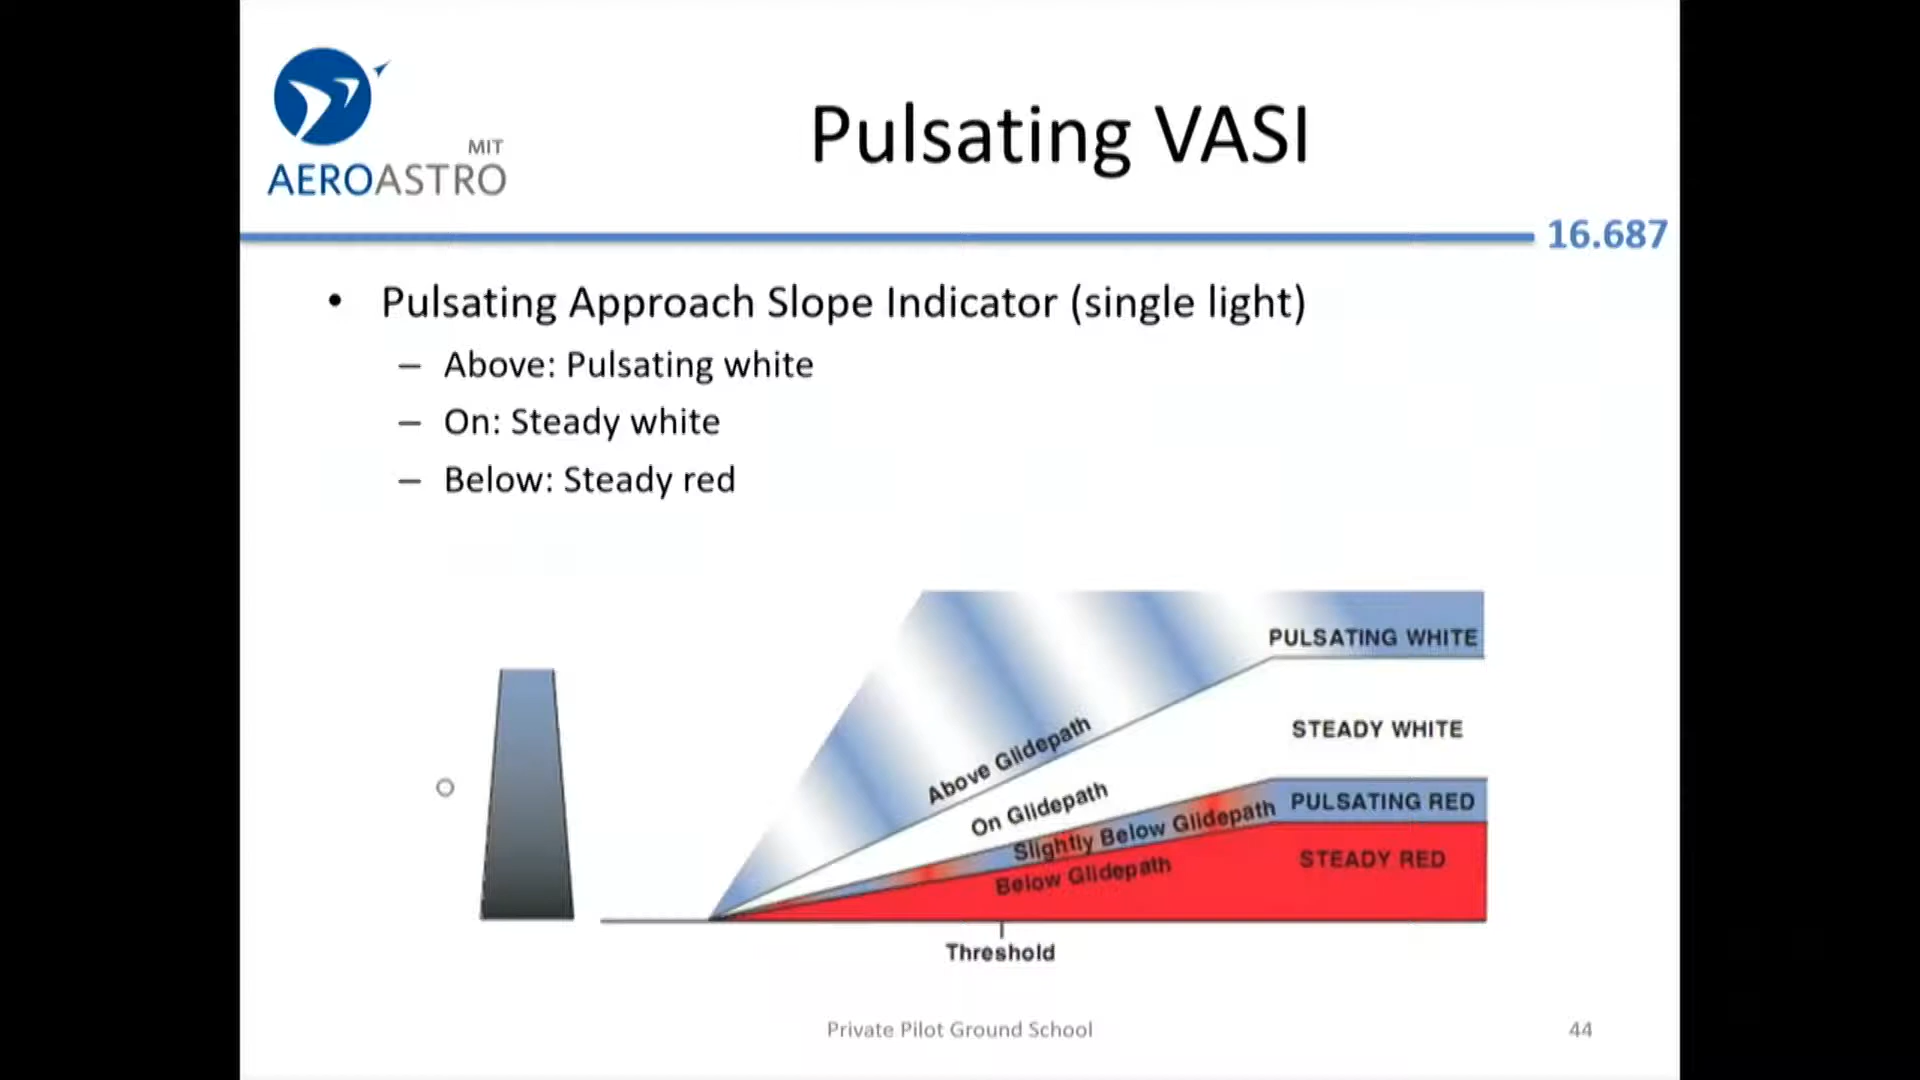 MIT
AEROASTRO
Pulsating VASI
16.687
• Pulsating Approach Slope Indicator (single light)
– Above: Pulsating white
– On: Steady white
– Below: Steady red
PULSATING WHITE
Above Glidepath
STEADY WHITE
On Glidepath
PULSATING RED
Slightly Below Glidepath
STEADY RED
Below Glidepath
Threshold
Private Pilot Ground School
44